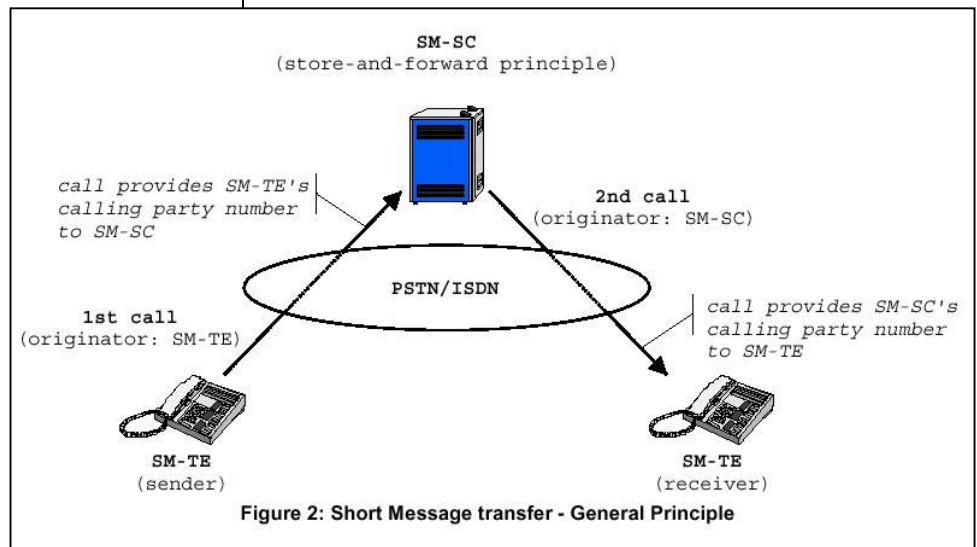 SM-SC
(store-and-forward principle)
call provides SM-TE's
calling party number
to SM-SC
2nd call
(originator: SM-SC)
PSTN/ISDN
1st call
(originator: SM-TE)
call provides SM-SC's
calling party number
to SM-TE
SM-TE
(sender)
SM-TE
(receiver)
Figure 2: Short Message transfer - General Principle